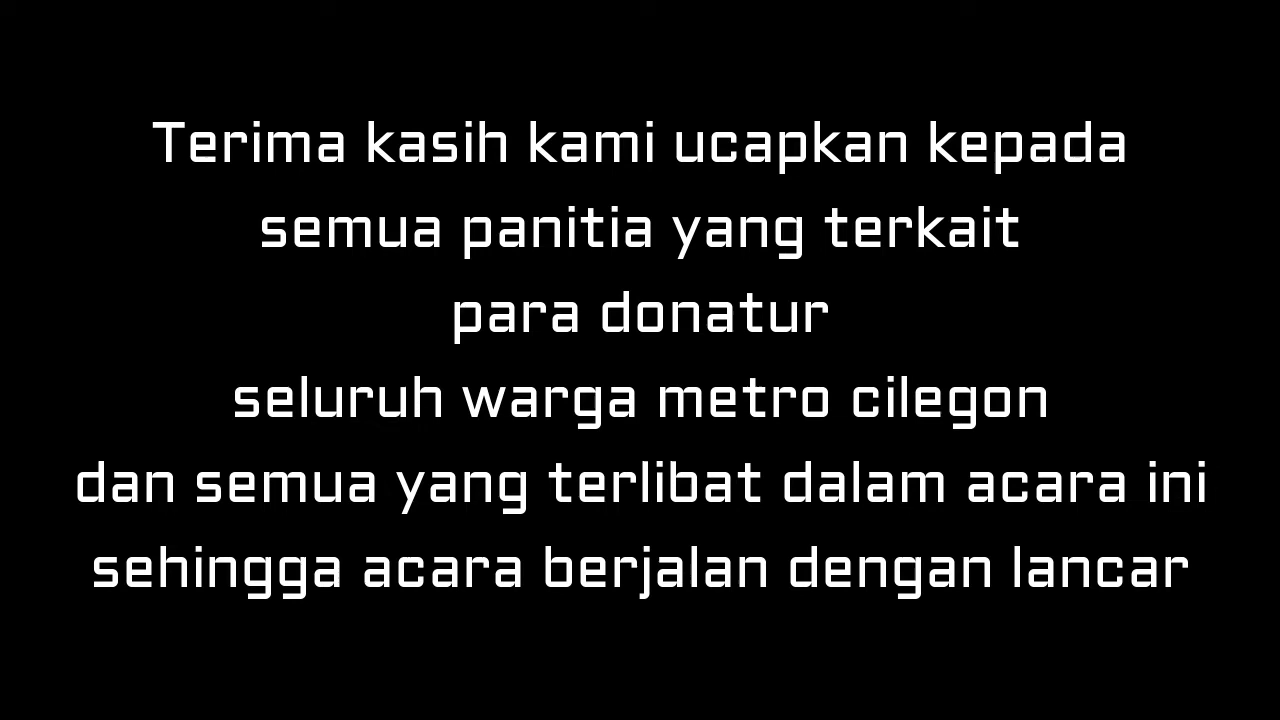 Terima kasih kami ucapkan kepada
semua panitia yang terkait
para donatur
seluruh warga metro cilegon
dan semua yang terlibat dalam acara ini
sehingga acara berjalan dengan lancar